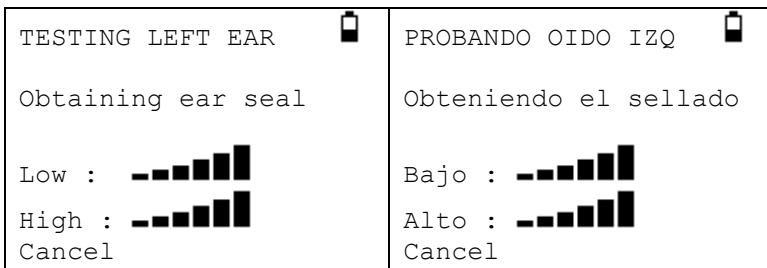 TESTING LEFT EAR
Obtaining ear seal
Low :
High :
Cancel
PROBANDO OIDO IZQ
Obteniendo el sellado
Bajo :
Alto :
Cancel